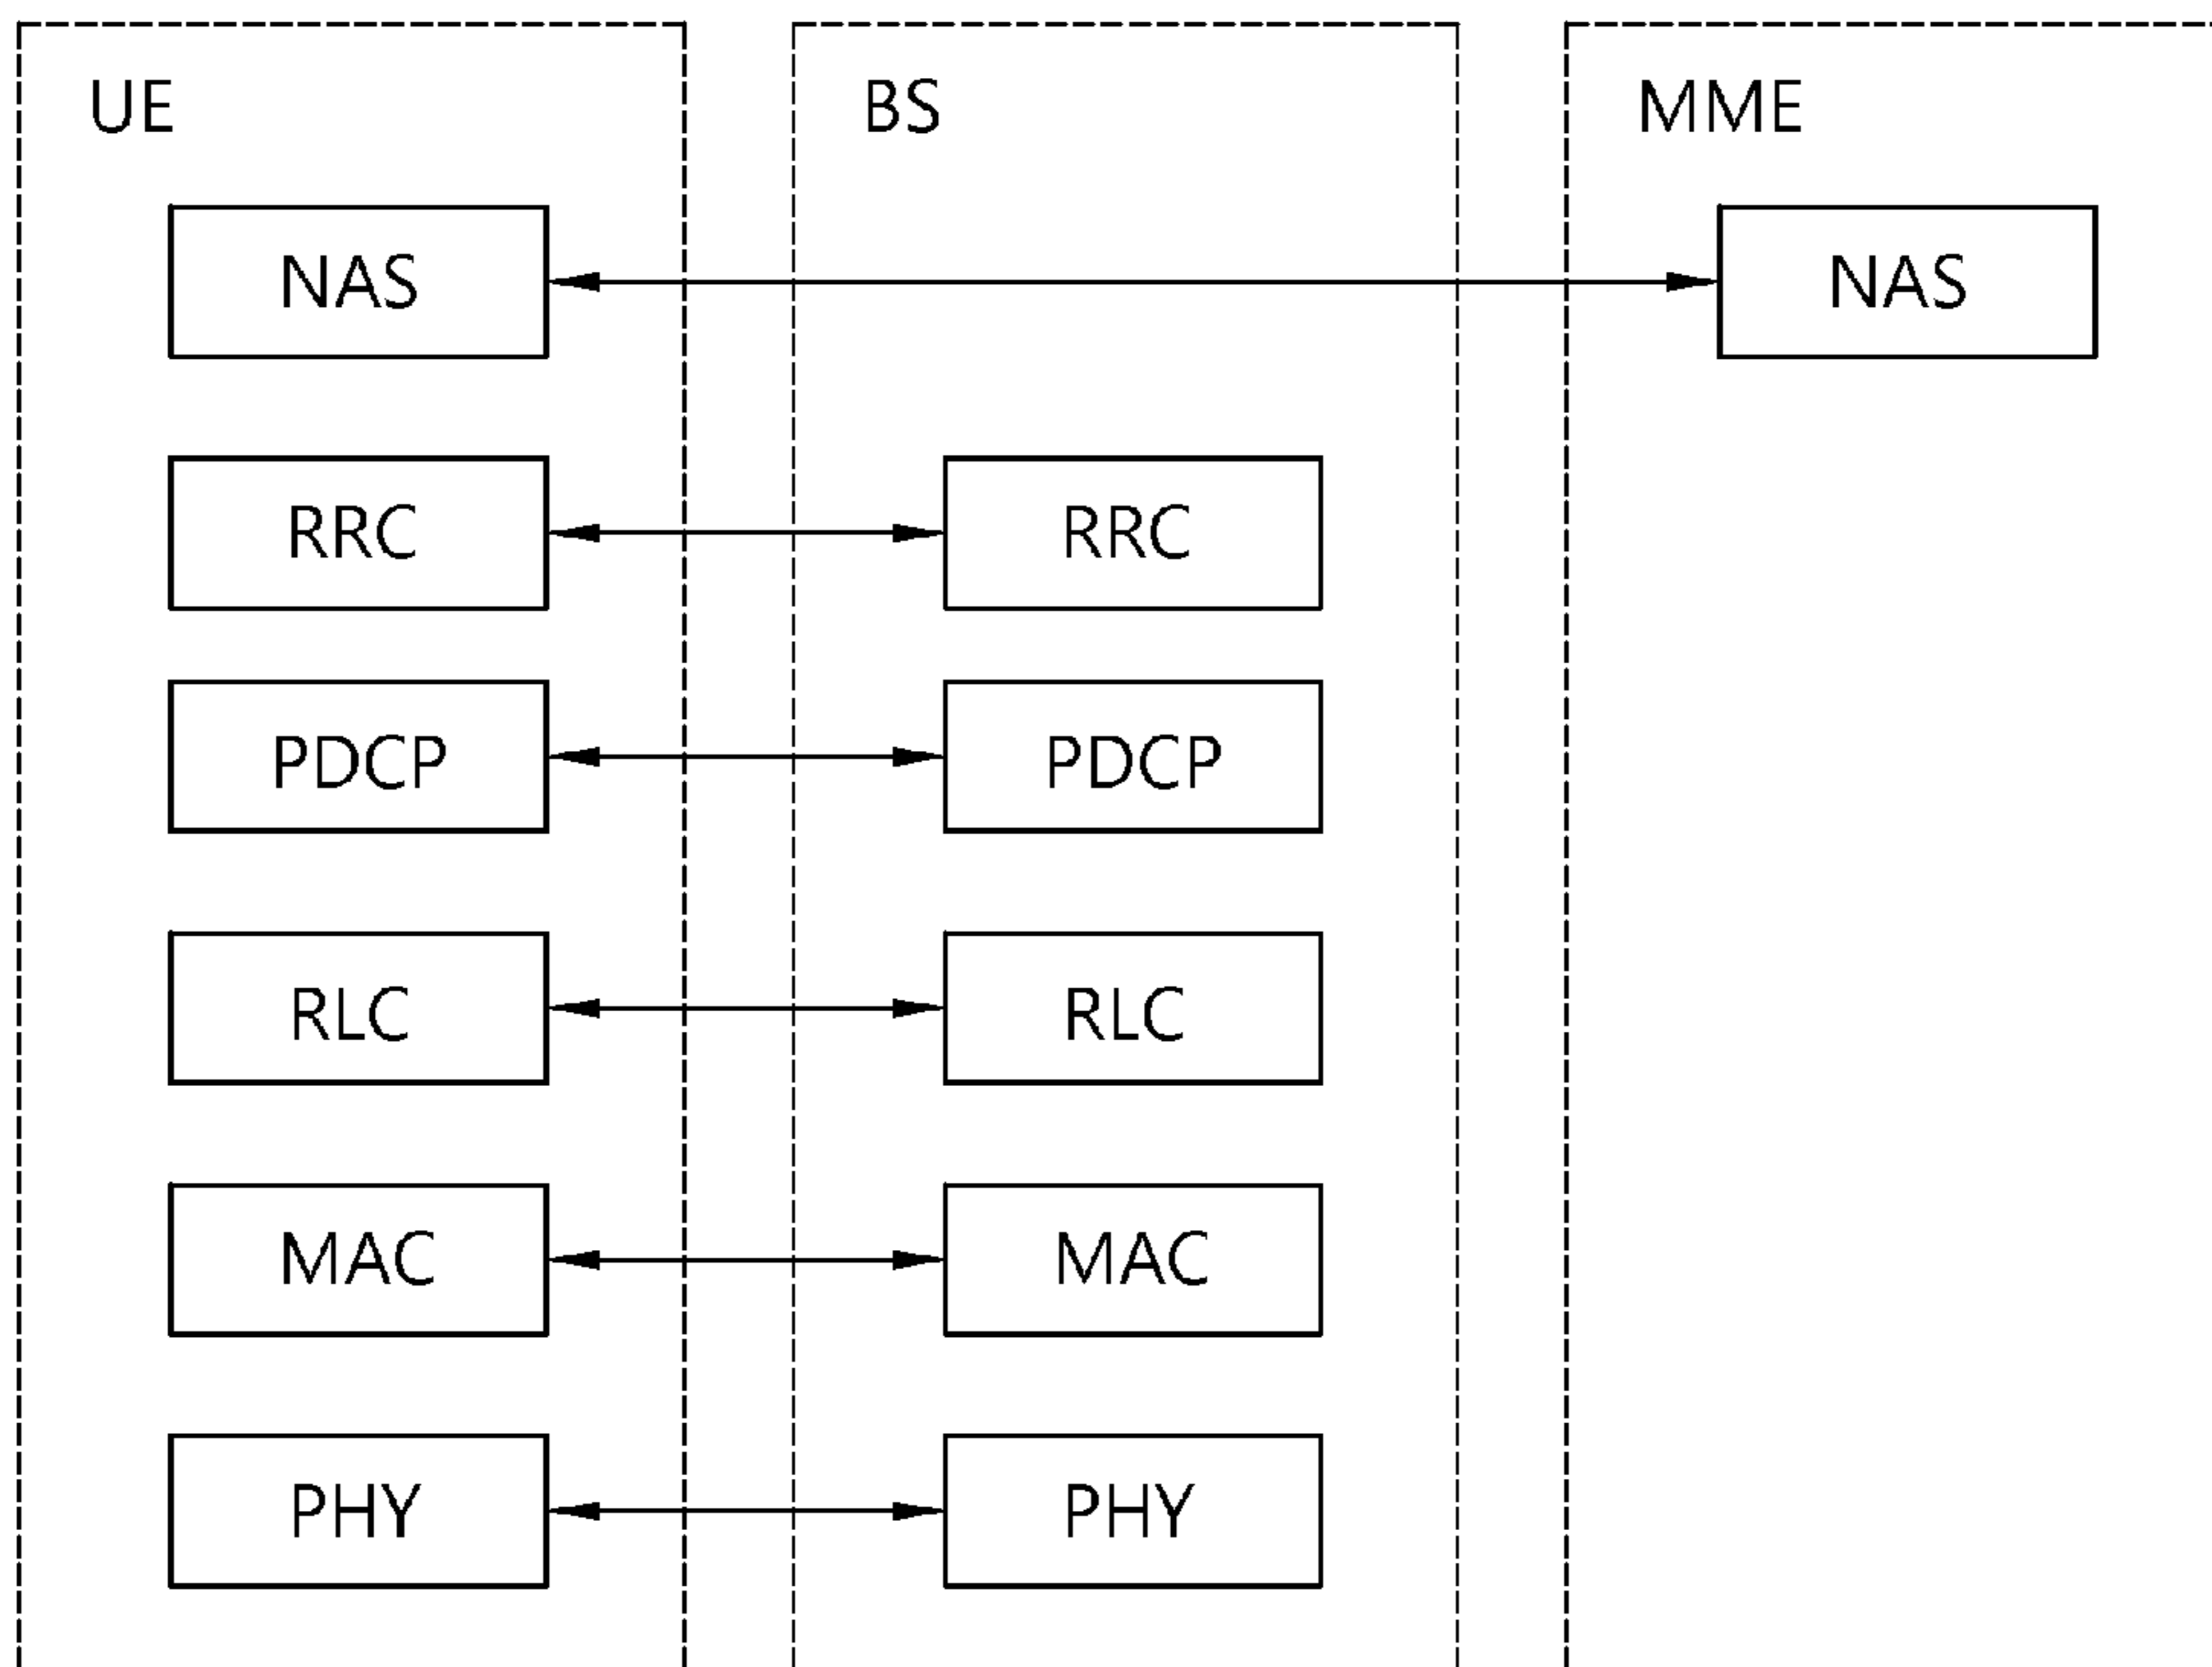 UE BS MME
NAS NAS
RRC RRC
PDCP PDCP
RLC RLC
MAC MAC
PHY PHY